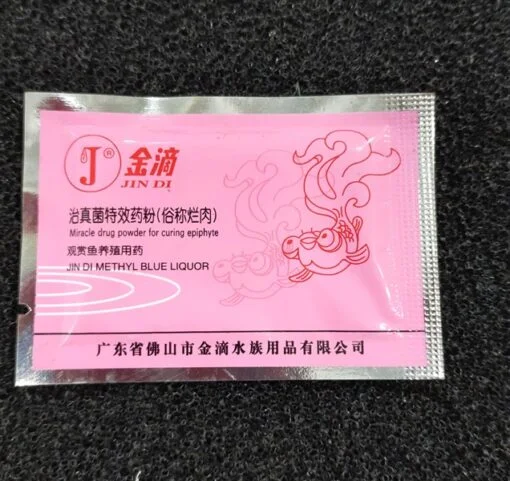 J®
金滴
JIN DI
治真菌特效药粉(俗称烂肉)
Miracle drug powder for curing epiphyte
观赏鱼养殖用药
JIN DI METHYL BLUE LIQUOR
广东省佛山市金滴水族用品有限公司